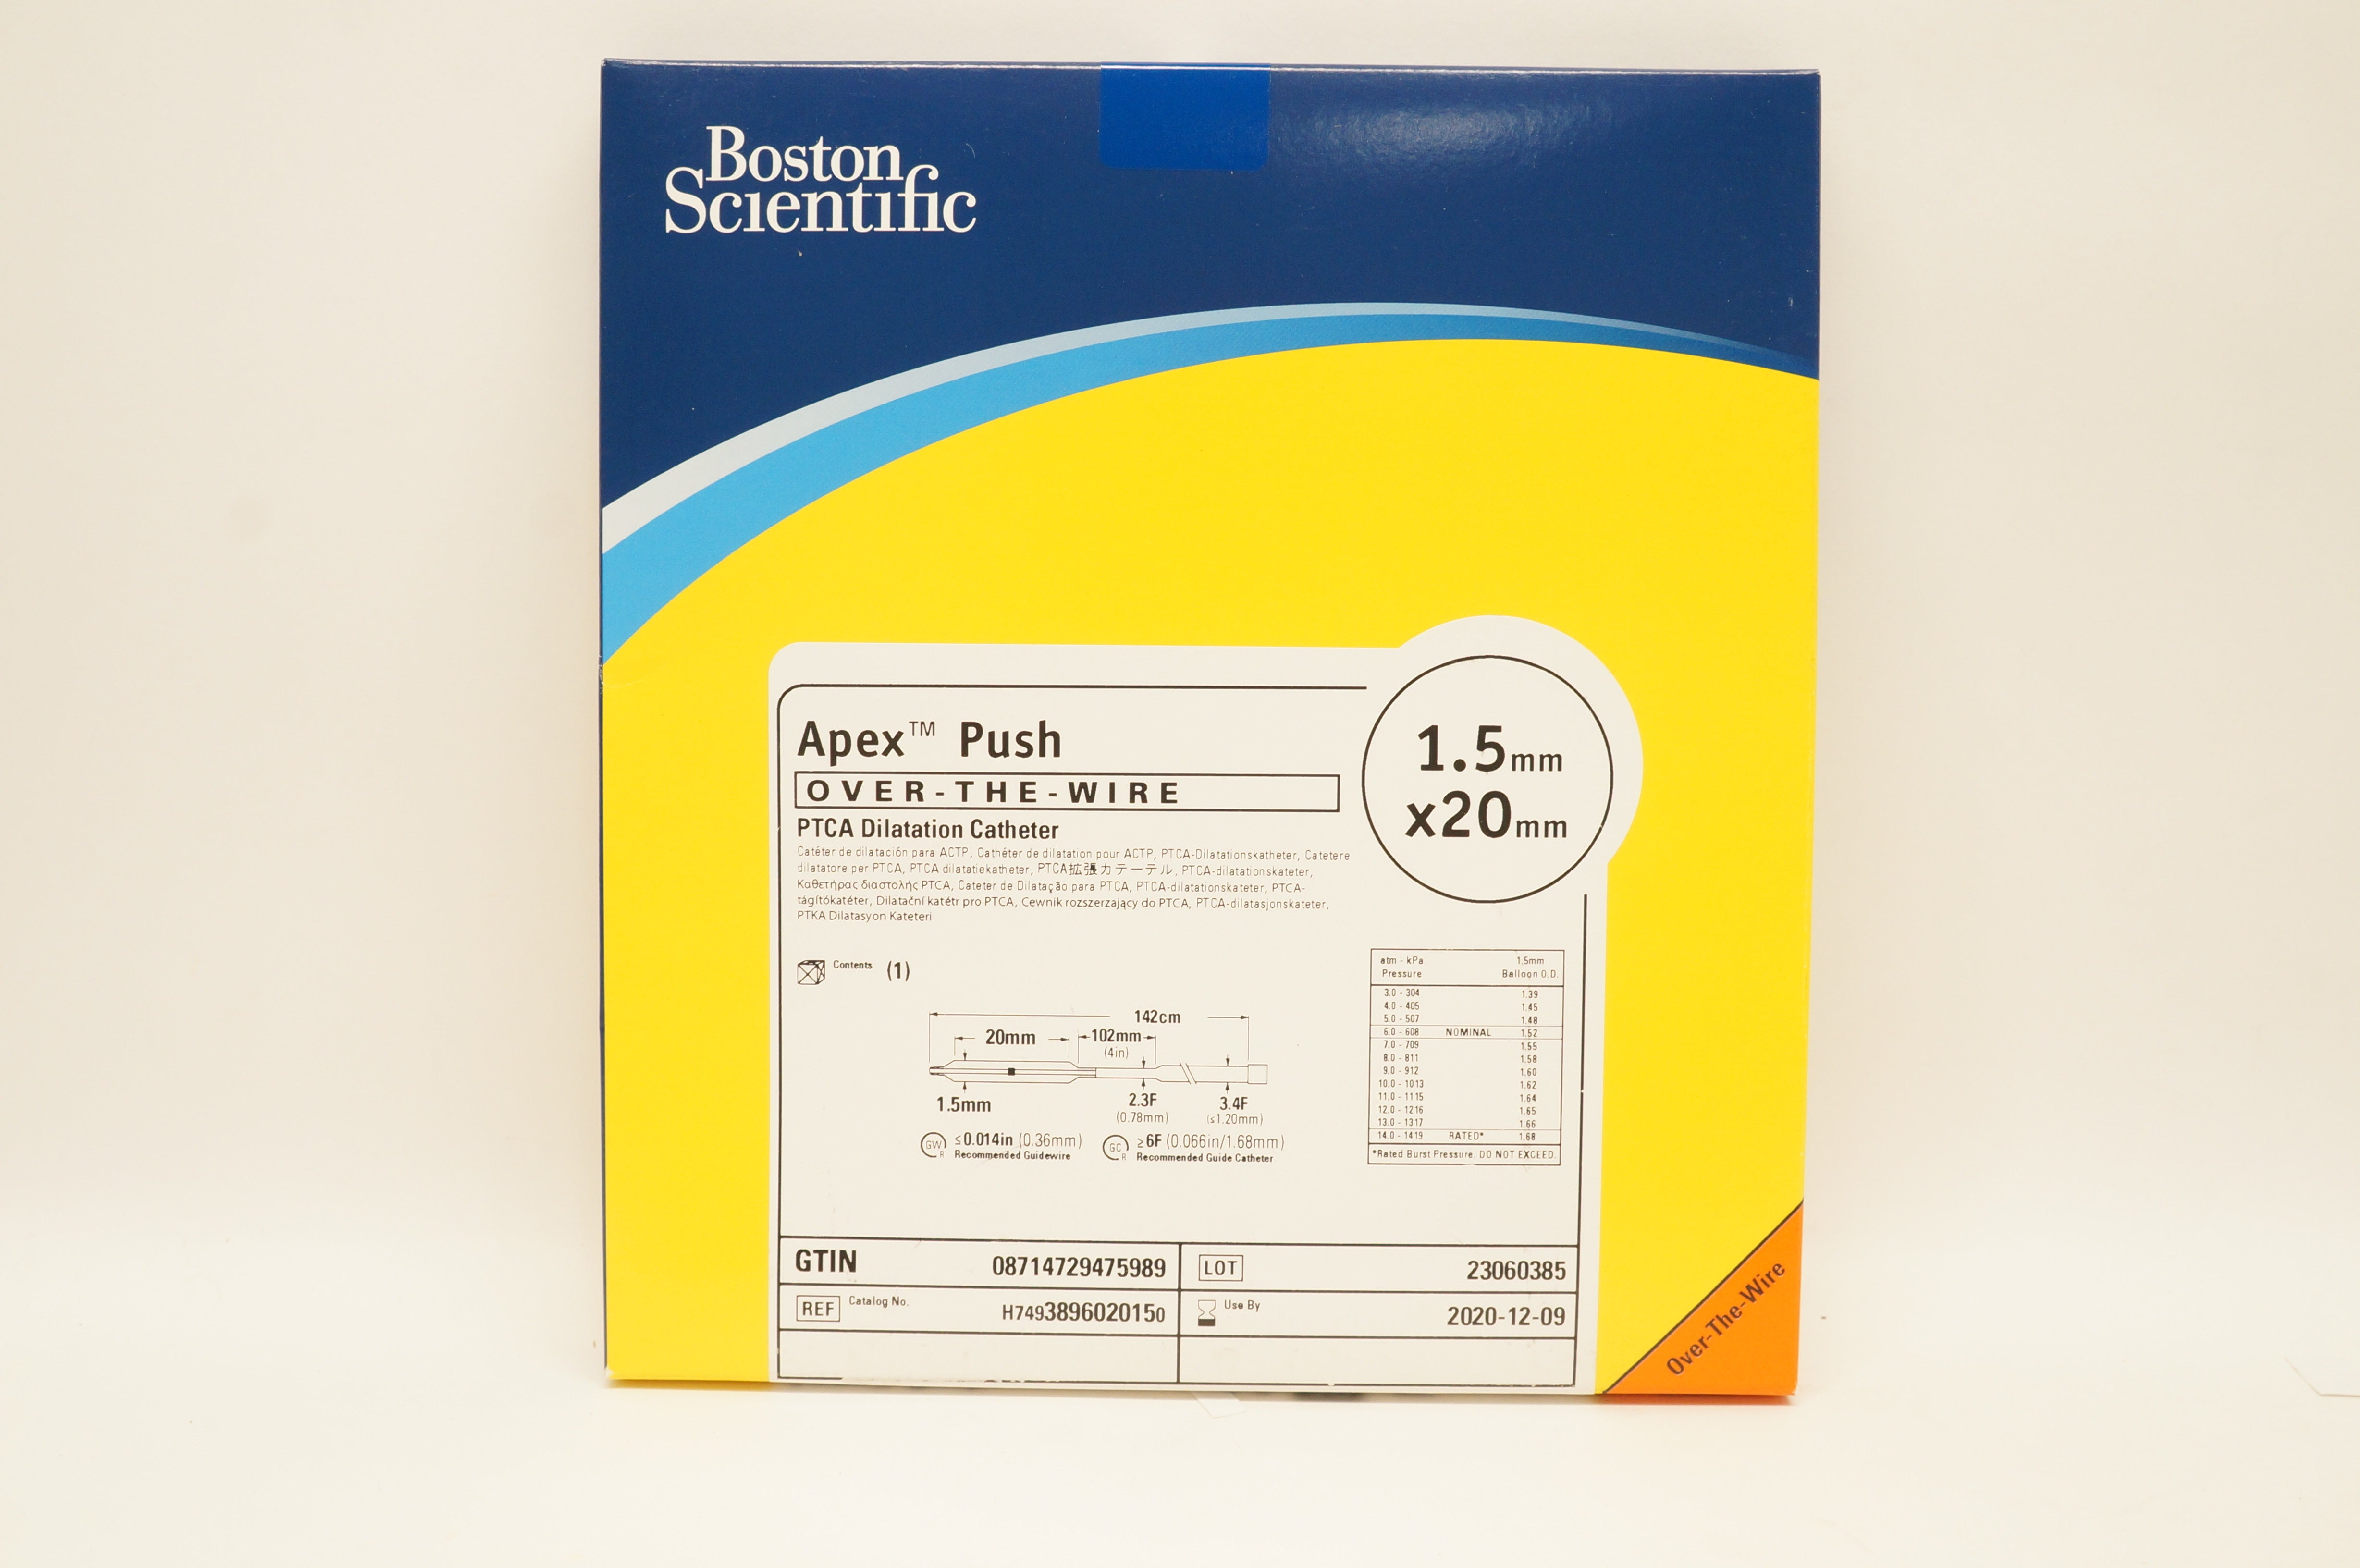 Boston
Scientific
Apex™ Push
OVER-THE-WIRE
PTCA Dilatation Catheter
Catéter de dilatación para ACTP, Cathéter de dilatation pour ACTP, PTCA-Dilatationskatheter, Catetere
dilatatore per PTCA, PTCA dilatatiekatheter, PTCA拡張カテーテル, PTCA-dilatationskateter,
Καθετήρας διαστολής PTCA, Cateter de Dilatação para PTCA, PTCA-dilatationskateter, PTCA-
tágítókatéter, Dilatační katétr pro PTCA, Cewnik rozszerzający do PTCA, PTCA-dilatasjonskateter,
PTKA Dilatasyon Kateteri
1.5mm
x20mm
Contents (1)
142cm
20mm 102mm
(4in)
1.5mm 2.3F 3.4F
(0.78mm) (≤1.20mm)
GW R ≤0.014in (0.36mm) GC R ≥6F (0.066in/1.68mm)
Recommended Guidewire Recommended Guide Catheter
atm - kPa 1.5mm
Pressure Balloon O.D.
3.0 - 304 1.39
4.0 - 405 1.45
5.0 - 507 1.48
6.0 - 608 NOMINAL 1.52
7.0 - 709 1.55
8.0 - 811 1.58
9.0 - 912 1.60
10.0 - 1013 1.62
11.0 - 1115 1.64
12.0 - 1216 1.65
13.0 - 1317 1.66
14.0 - 1419 RATED* 1.68
*Rated Burst Pressure. DO NOT EXCEED.
GTIN 08714729475989 LOT 23060385
REF Catalog No. H7493896020150 Use By 2020-12-09
Over-The-Wire